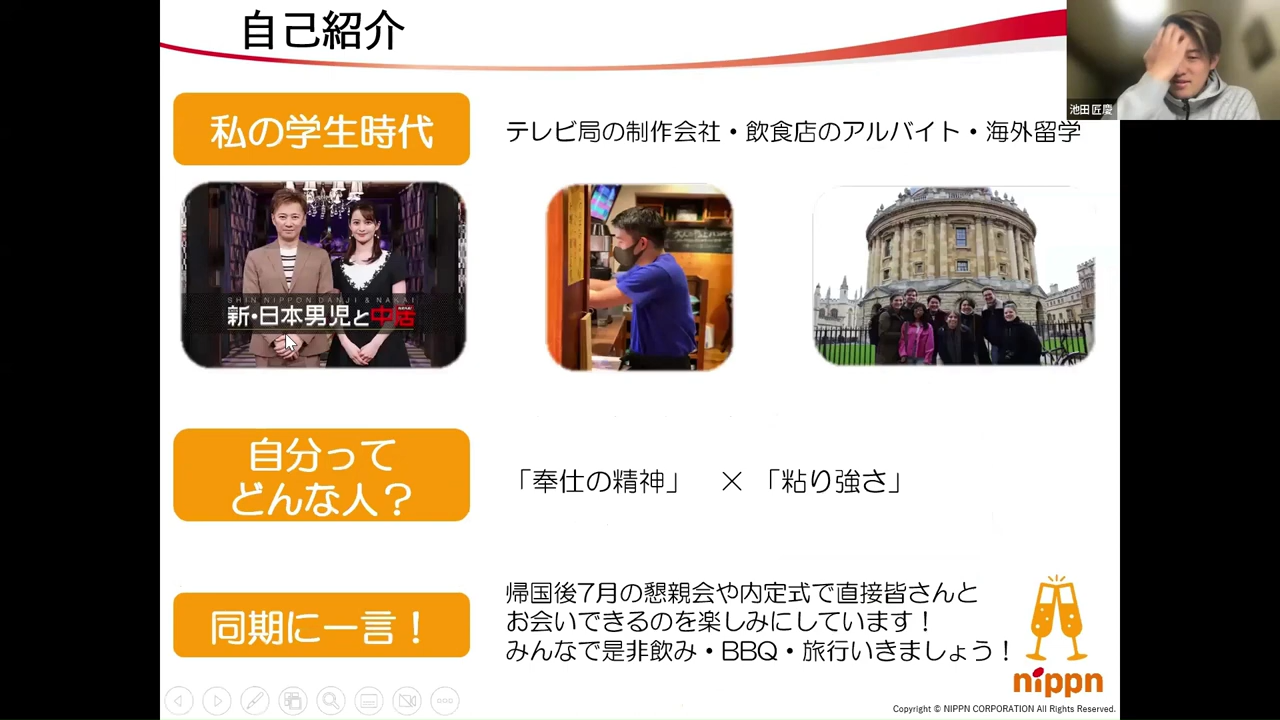 自己紹介
池田 匠慶
私の学生時代
テレビ局の制作会社・飲食店のアルバイト・海外留学
SHIN NIPPON DANJI & NAKAI
新・日本男児と中居
自分って
どんな人？
「奉仕の精神」 × 「粘り強さ」
同期に一言！
帰国後7月の懇親会や内定式で直接皆さんと
お会いできるのを楽しみにしています！
みんなで是非飲み・BBQ・旅行いきましょう！
nippn
Copyright © NIPPN CORPORATION All Rights Reserved.